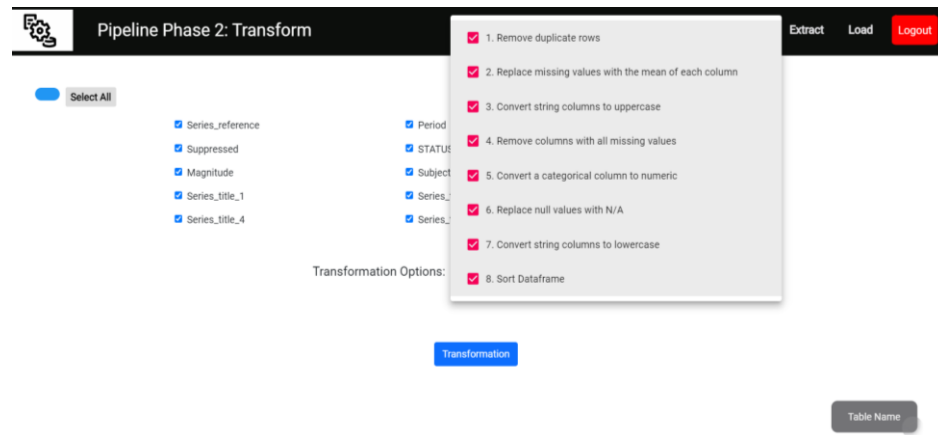 Pipeline Phase 2: Transform
Extract Load Logout
1. Remove duplicate rows
2. Replace missing values with the mean of each column
3. Convert string columns to uppercase
4. Remove columns with all missing values
5. Convert a categorical column to numeric
6. Replace null values with N/A
7. Convert string columns to lowercase
8. Sort Dataframe
Select All
Series_reference Period
Suppressed STATUS
Magnitude Subject
Series_title_1 Series_
Series_title_4 Series_
Transformation Options:
Transformation
Table Name